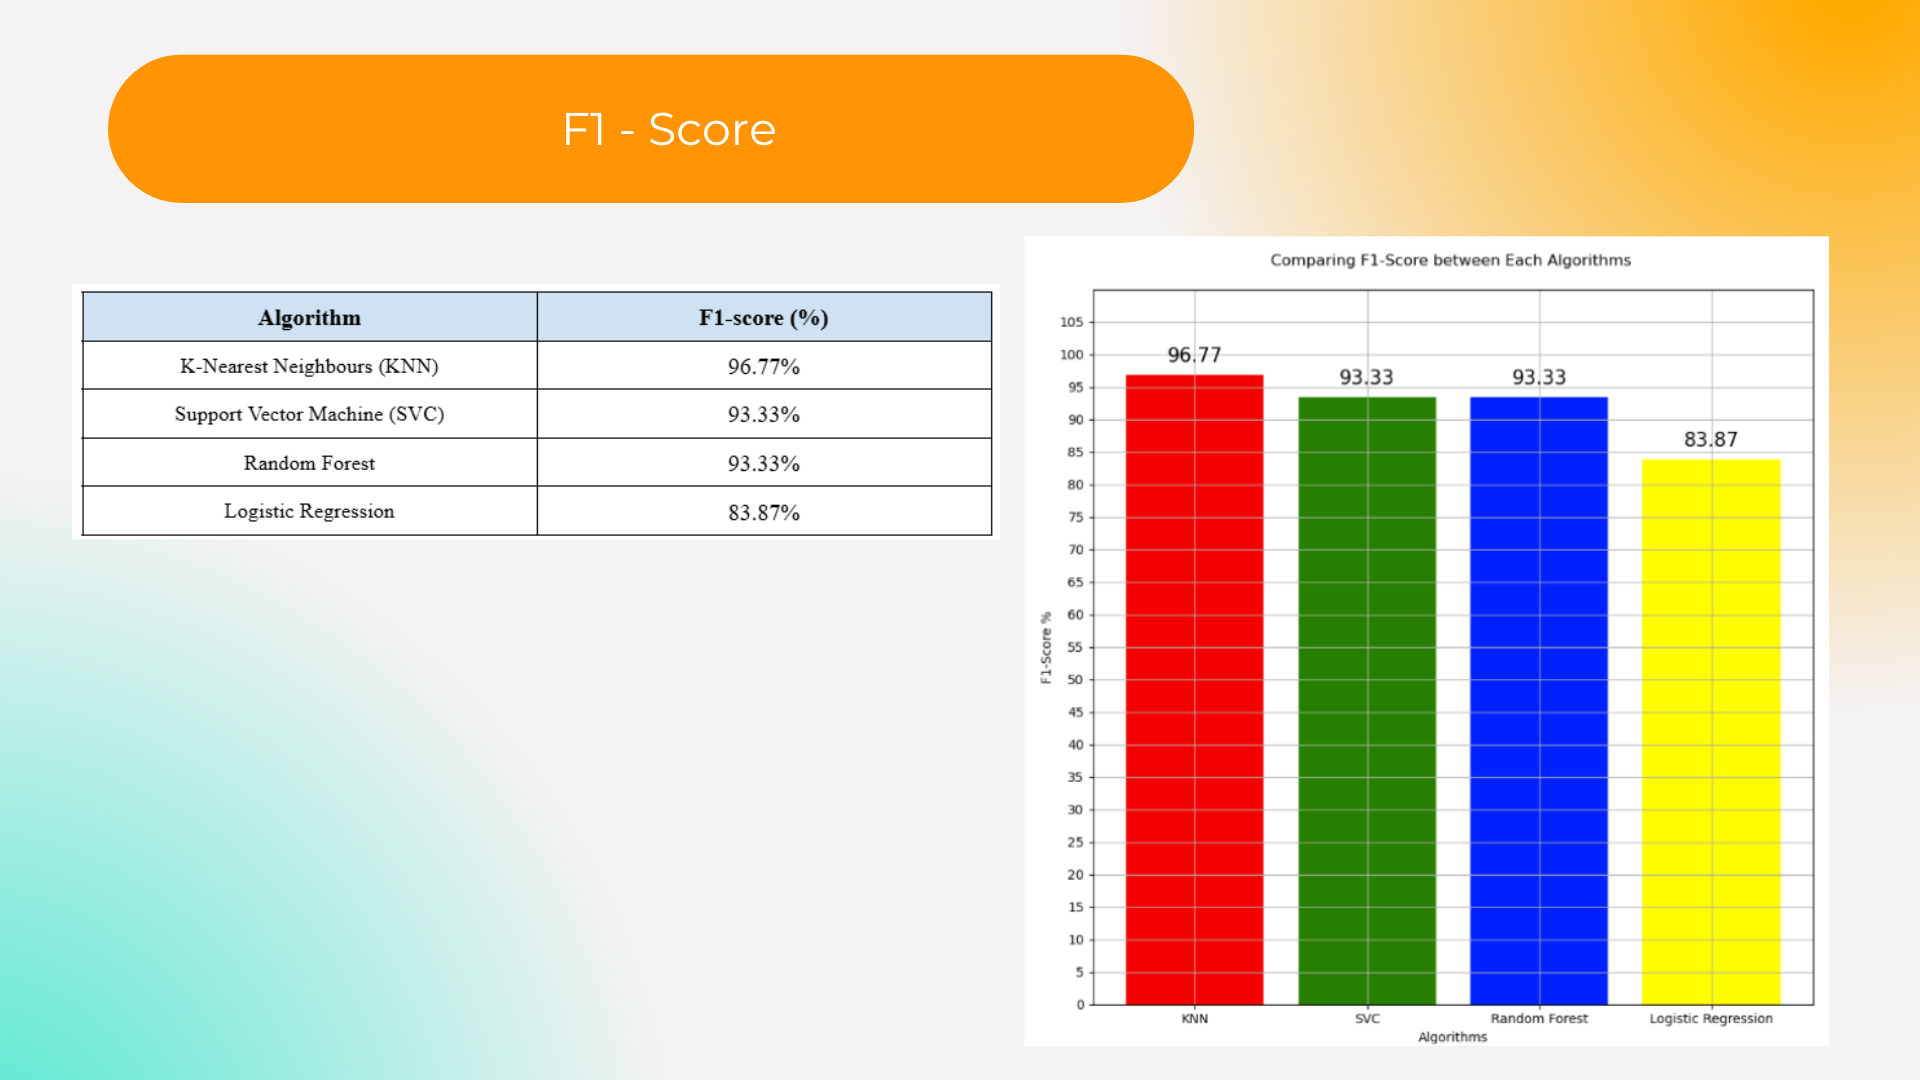 F1 - Score
Algorithm F1-score (%)
K-Nearest Neighbours (KNN) 96.77%
Support Vector Machine (SVC) 93.33%
Random Forest 93.33%
Logistic Regression 83.87%
Comparing F1-Score between Each Algorithms
105
100
95
90
85
80
75
70
65
60
55
50
45
40
35
30
25
20
15
10
5
0
F1-Score %
96.77
93.33
93.33
83.87
KNN SVC Random Forest Logistic Regression
Algorithms